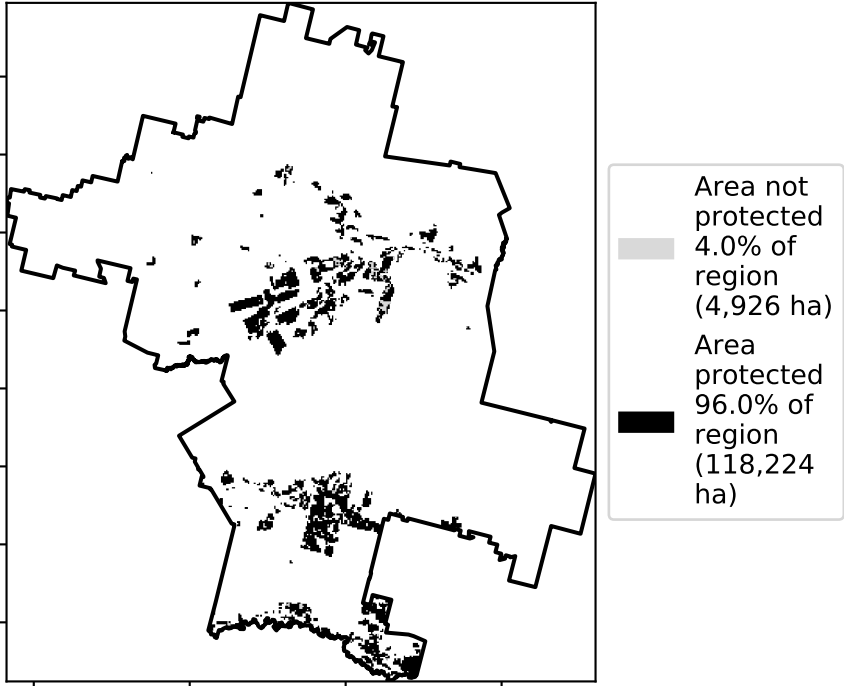 Area not
protected
4.0% of
region
(4,926 ha)
Area
protected
96.0% of
region
(118,224
ha)